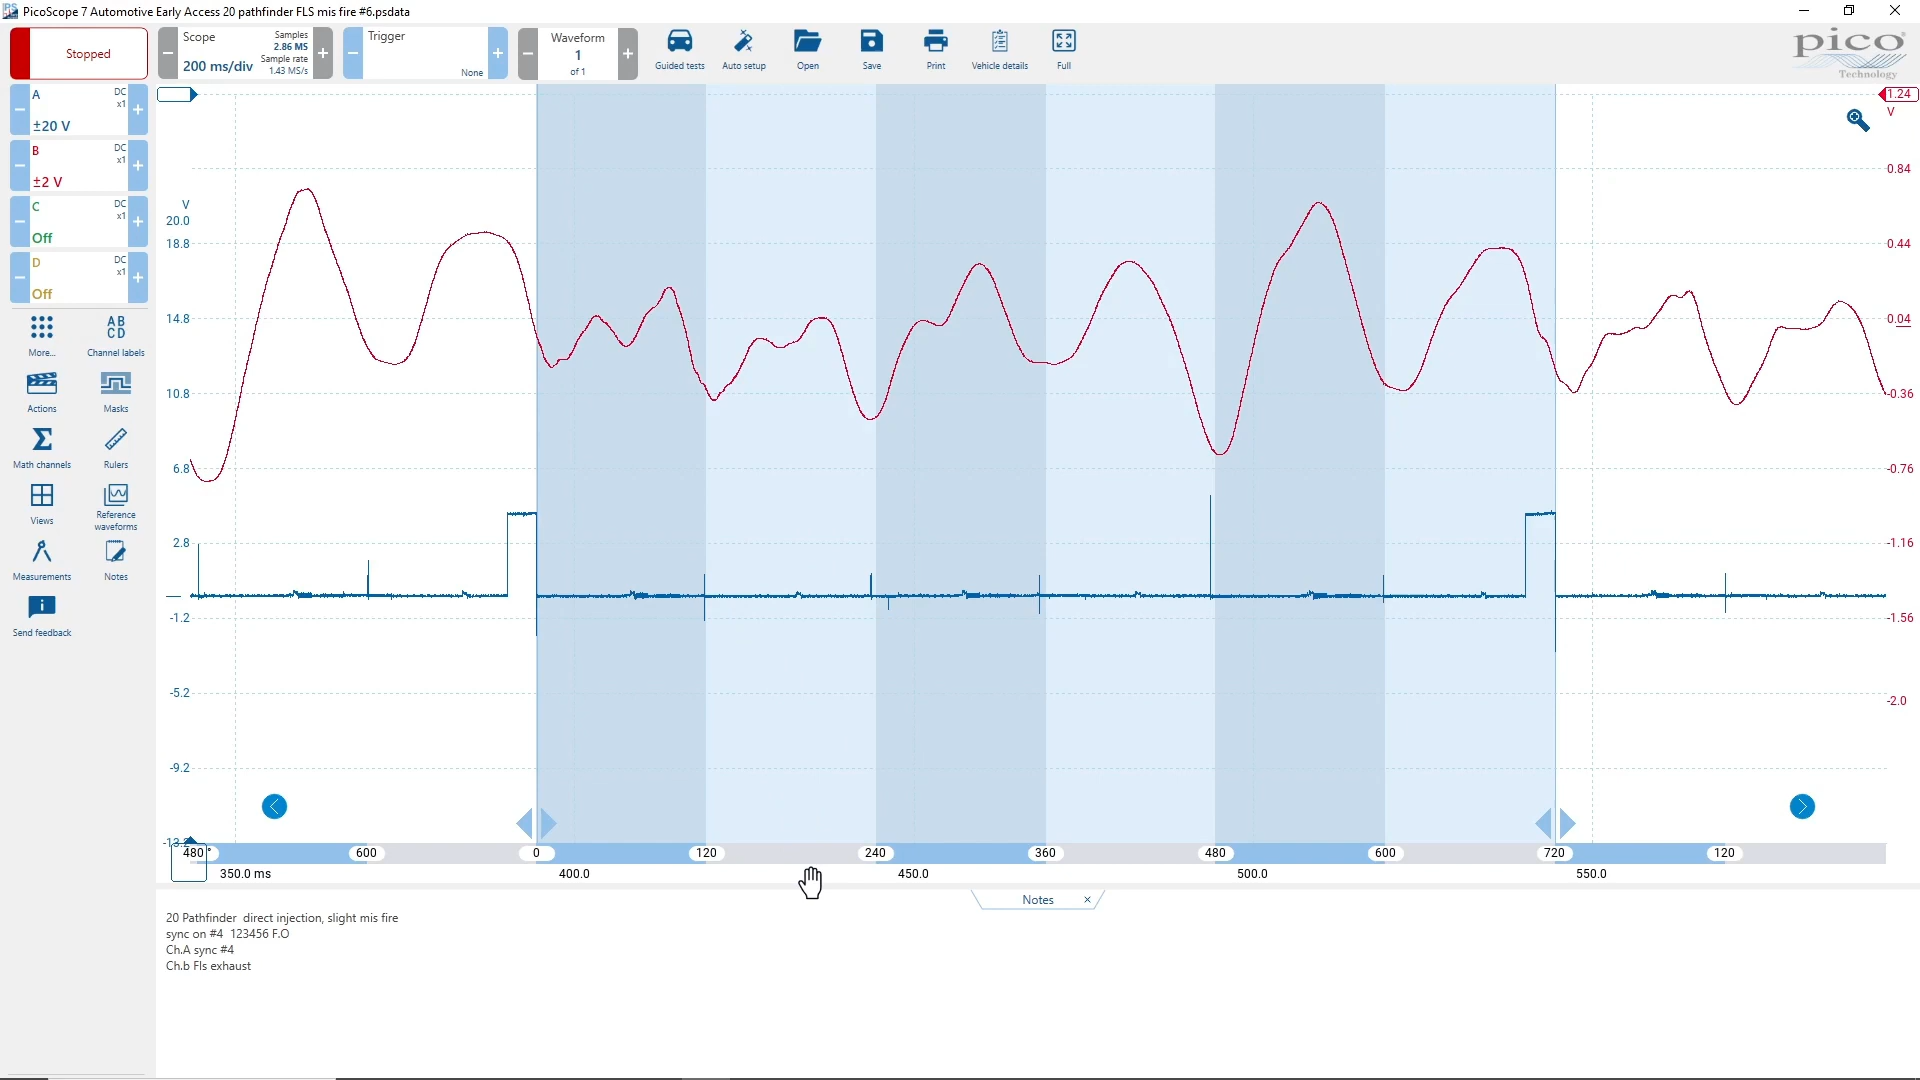 PicoScope 7 Automotive Early Access 20 pathfinder FLS mis fire #6.psdata
Stopped
Scope
200 ms/div
Samples
2.86 MS
Sample rate
1.43 MS/s
Trigger
None
Waveform
1
of 1
Guided tests
Auto setup
Open
Save
Print
Vehicle details
Full
pico
Technology
A
DC
x1
±20 V
B
DC
x1
±2 V
C
DC
x1
Off
D
DC
x1
Off
More...
ABCD
Channel labels
Actions
Masks
Math channels
Rulers
Views
Reference waveforms
Measurements
Notes
Send feedback
V
20.0
18.8
14.8
10.8
6.8
2.8
-1.2
-5.2
-9.2
-13.2
1.24
V
0.84
0.44
0.04
-0.36
-0.76
-1.16
-1.56
-2.0
480 °
600
0
120
240
360
480
600
720
120
350.0 ms
400.0
450.0
500.0
550.0
Notes
20 Pathfinder direct injection, slight mis fire
sync on #4 123456 F.O
Ch.A sync #4
Ch.b Fls exhaust